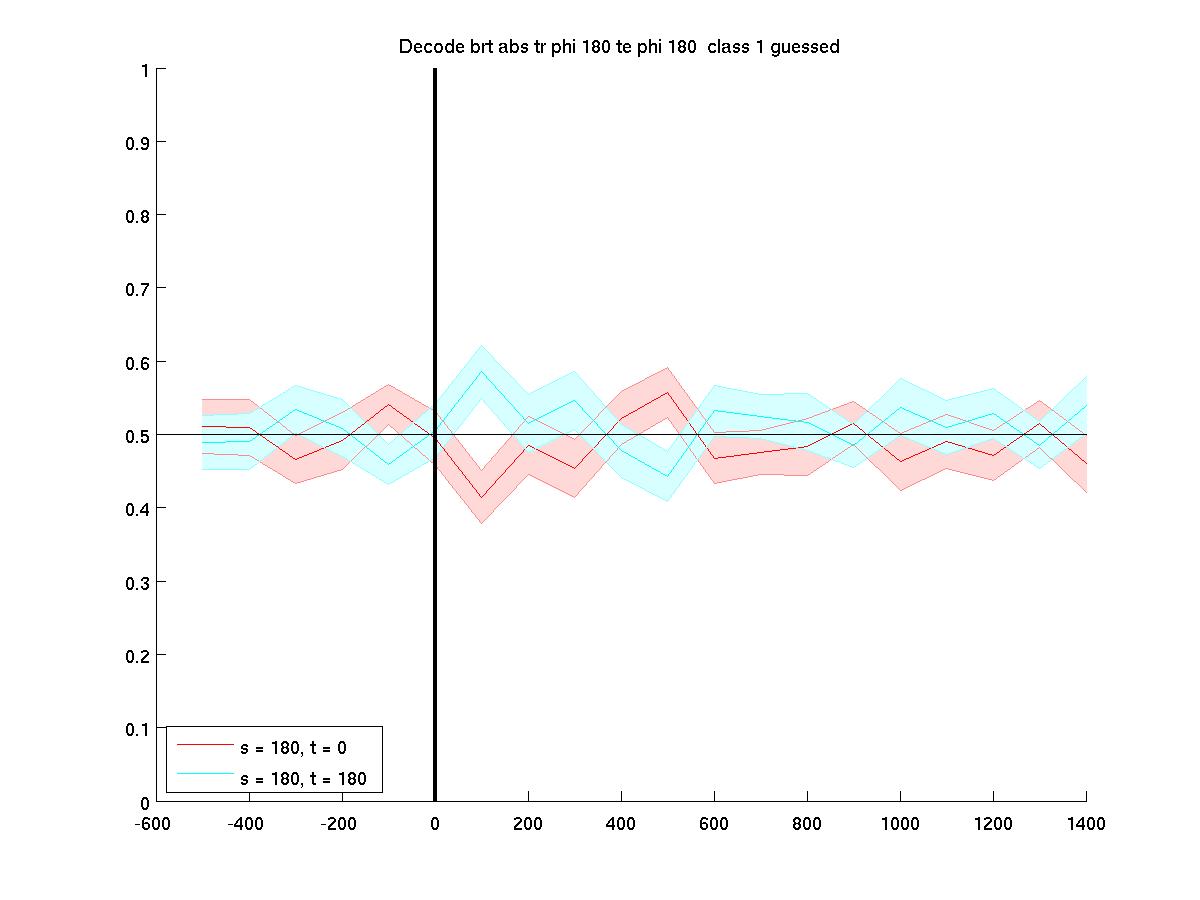 Decode brt abs tr phi 180 te phi 180  class 1 guessed
1
0.9
0.8
0.7
0.6
0.5
0.4
0.3
0.2
0.1
0
s = 180, t = 0
s = 180, t = 180
-600 -400 -200 0 200 400 600 800 1000 1200 1400